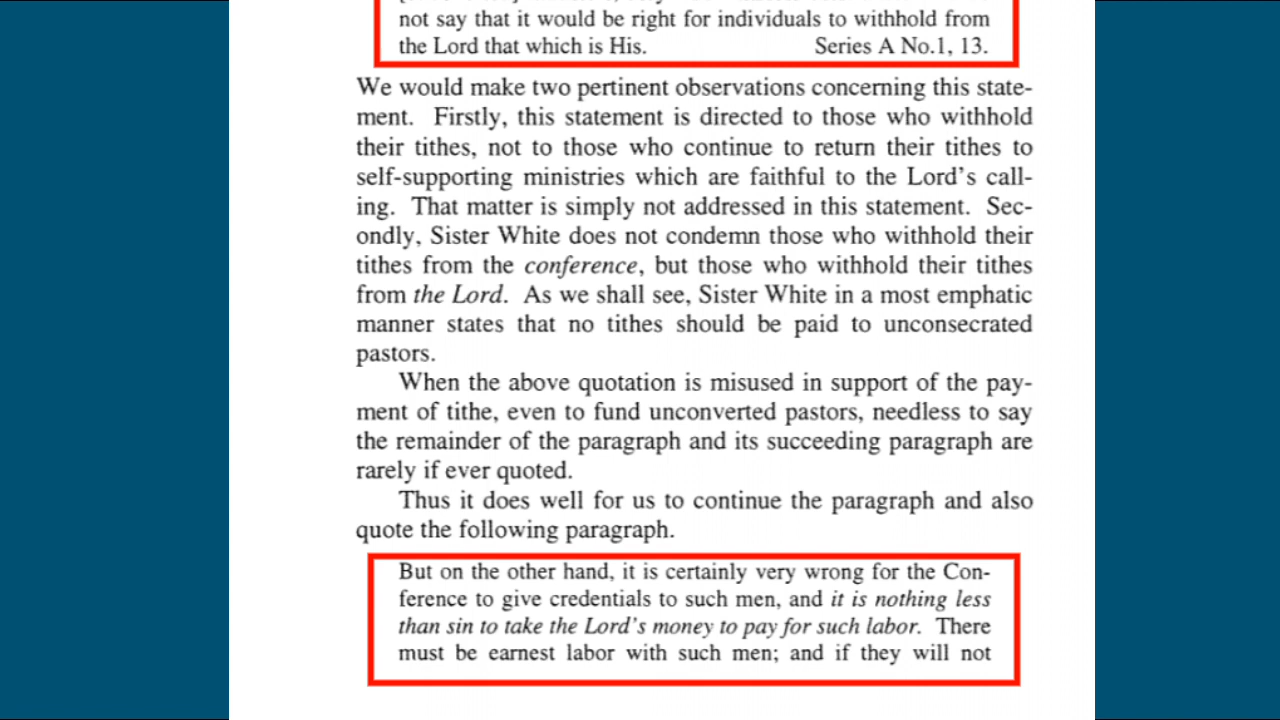 not say that it would be right for individuals to withhold from
the Lord that which is His. Series A No.1, 13.
We would make two pertinent observations concerning this state-
ment. Firstly, this statement is directed to those who withhold
their tithes, not to those who continue to return their tithes to
self-supporting ministries which are faithful to the Lord's call-
ing. That matter is simply not addressed in this statement. Sec-
ondly, Sister White does not condemn those who withhold their
tithes from the conference, but those who withhold their tithes
from the Lord. As we shall see, Sister White in a most emphatic
manner states that no tithes should be paid to unconsecrated
pastors.
When the above quotation is misused in support of the pay-
ment of tithe, even to fund unconverted pastors, needless to say
the remainder of the paragraph and its succeeding paragraph are
rarely if ever quoted.
Thus it does well for us to continue the paragraph and also
quote the following paragraph.
But on the other hand, it is certainly very wrong for the Con-
ference to give credentials to such men, and it is nothing less
than sin to take the Lord's money to pay for such labor. There
must be earnest labor with such men; and if they will not